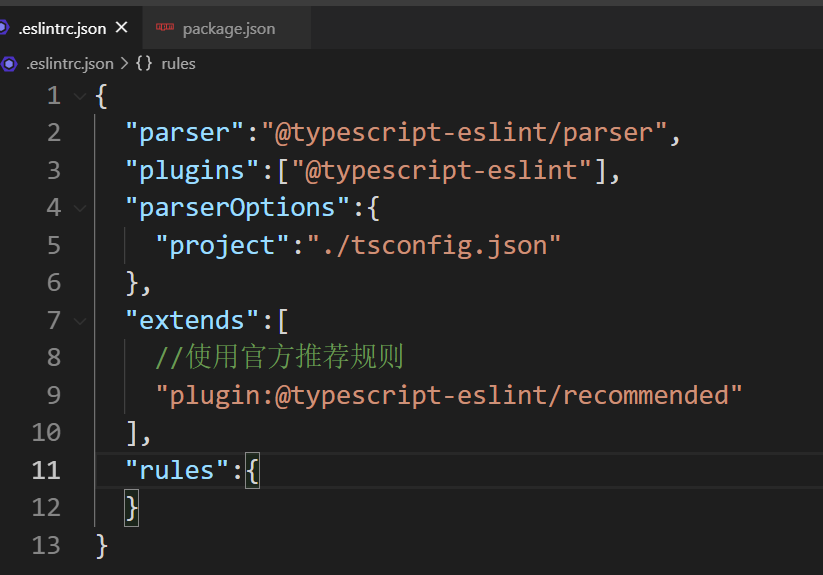 .eslintrc.json package.json
.eslintrc.json > {} rules
1 {
2 "parser":"@typescript-eslint/parser",
3 "plugins":["@typescript-eslint"],
4 "parserOptions":{
5 "project":"./tsconfig.json"
6 },
7 "extends":[
8 //使用官方推荐规则
9 "plugin:@typescript-eslint/recommended"
10 ],
11 "rules":{
12 }
13 }